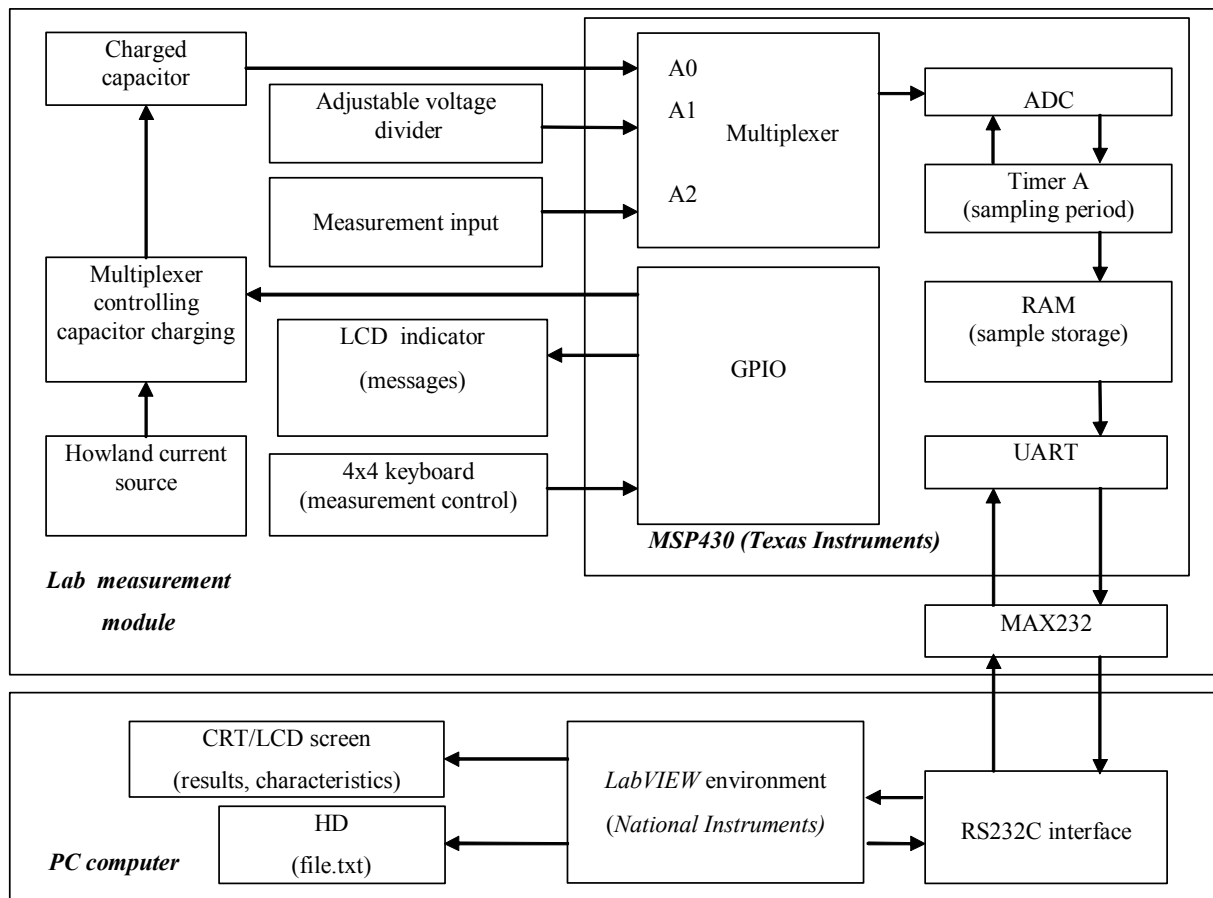 Charged
capacitor
Adjustable voltage
divider
Measurement input
A0
A1
A2
Multiplexer
ADC
Timer A
(sampling period)
Multiplexer
controlling
capacitor charging
LCD indicator
(messages)
GPIO
RAM
(sample storage)
Howland current
source
4x4 keyboard
(measurement control)
UART
MSP430 (Texas Instruments)
Lab measurement
module
MAX232
CRT/LCD screen
(results, characteristics)
HD
(file.txt)
LabVIEW environment
(National Instruments)
RS232C interface
PC computer